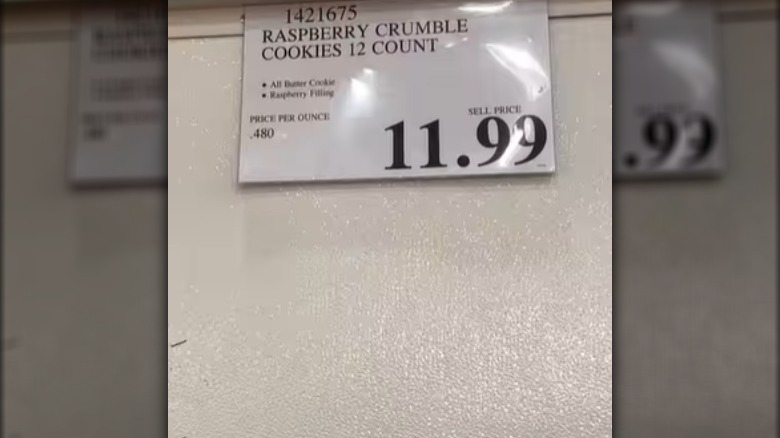 1421675
RASPBERRY CRUMBLE
COOKIES 12 COUNT
• All Butter Cookie
• Raspberry Filling
PRICE PER OUNCE
.480
SELL PRICE
11.99
.99